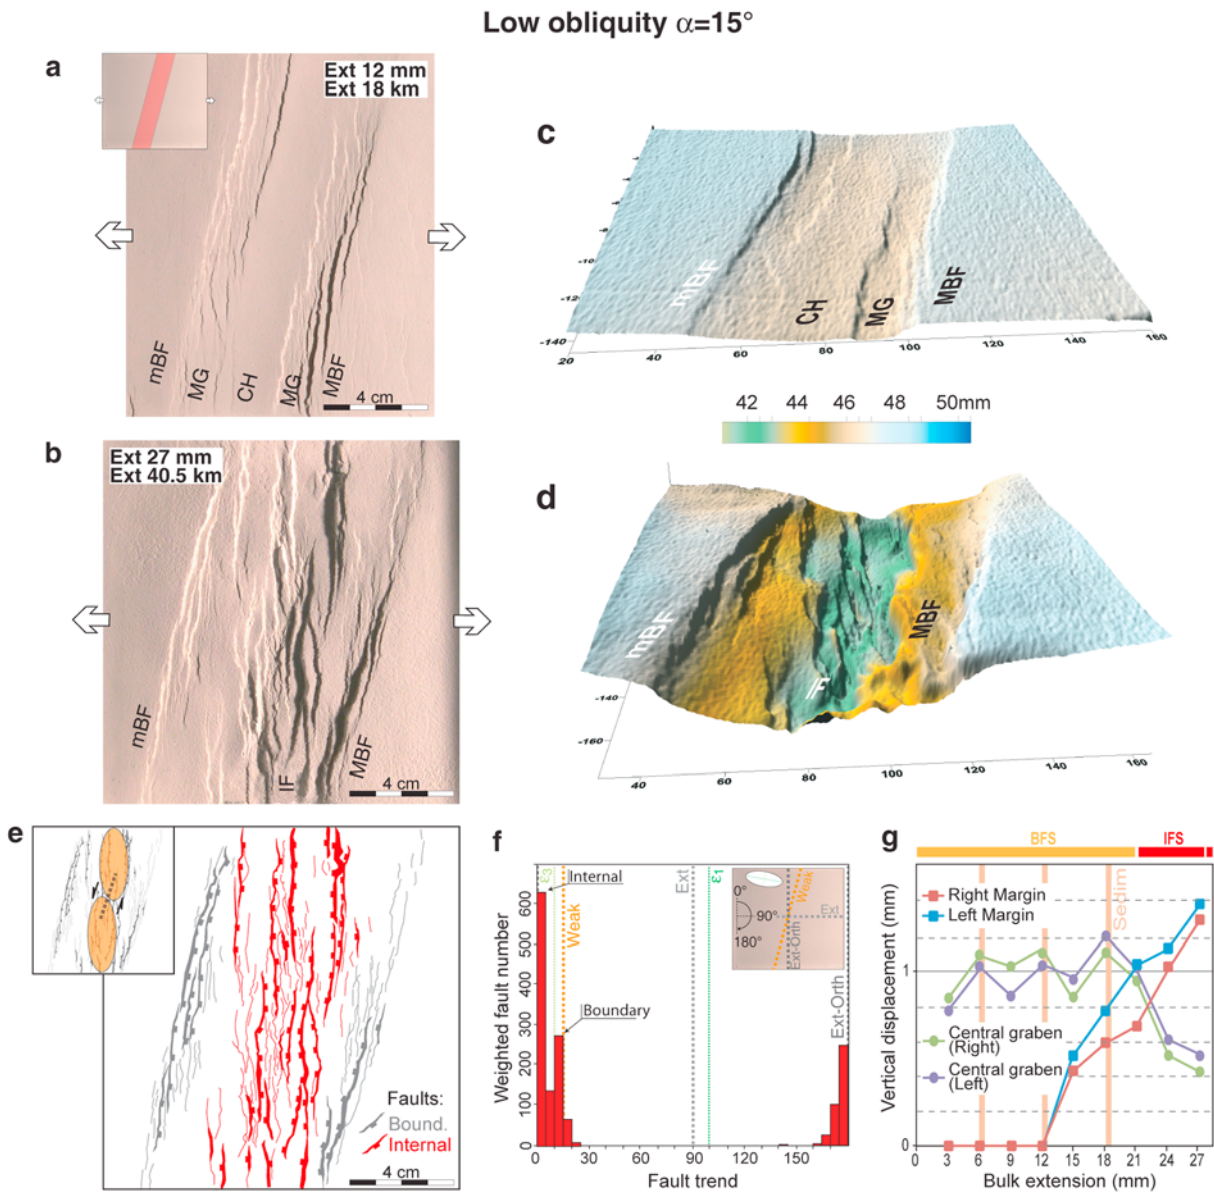 Low obliquity α=15°
a
Ext 12 mm
Ext 18 km
mBF
MG
CH
MG
MBF
4 cm
b
Ext 27 mm
Ext 40.5 km
mBF
IF
MBF
4 cm
c
mBF
CH
MG
MBF
-10
-12
-140
20
40
60
80
100
120
140
160
42 44 46 48 50mm
d
mBF
IF
MBF
-140
-160
40
60
80
100
120
140
160
e
Faults:
Bound.
Internal
4 cm
f
Weighted fault number
600
500
400
300
200
100
0
0 30 60 90 120 150
Fault trend
ε3
Internal
Weak
Boundary
Ext
ε1
0°
90°
180°
Weak
Ext
Ext-Orth
Ext-Orth
g
BFS
IFS
Vertical displacement (mm)
1
0
Right Margin
Left Margin
Sedim
Central graben
(Right)
Central graben
(Left)
0 3 6 9 12 15 18 21 24 27
Bulk extension (mm)